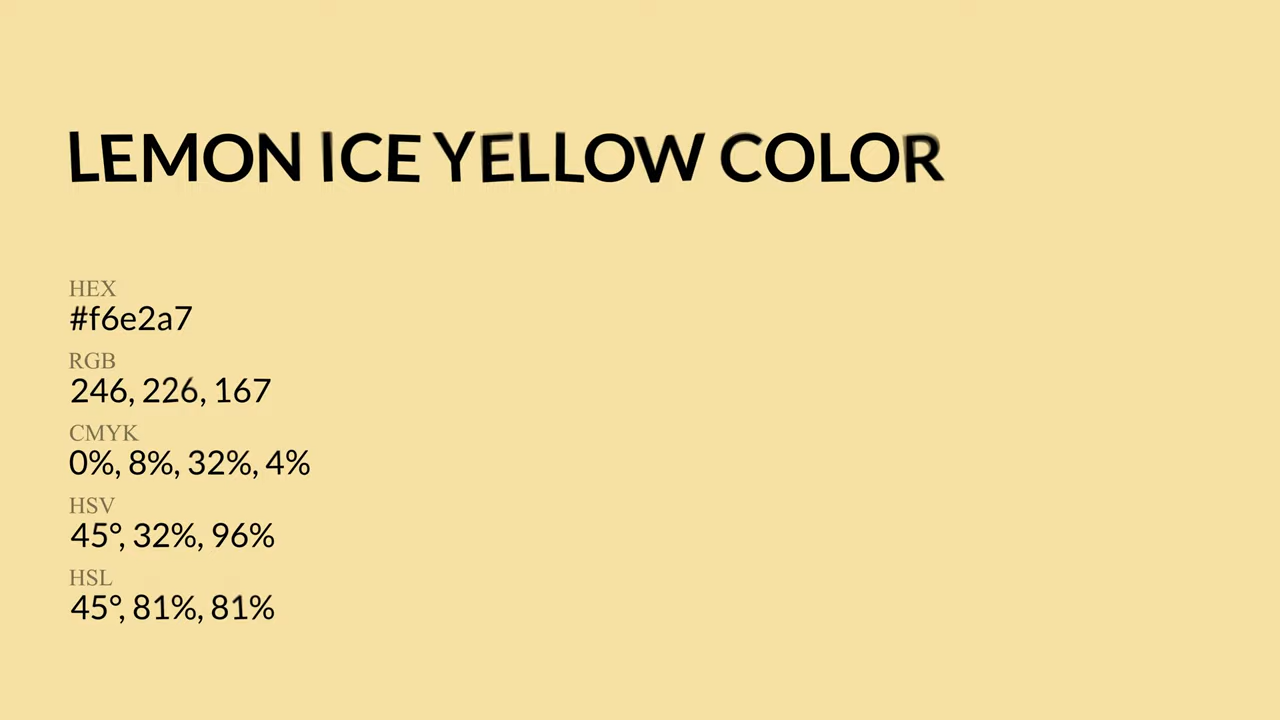 LEMON ICE YELLOW COLOR
HEX
#f6e2a7
RGB
246, 226, 167
CMYK
0%, 8%, 32%, 4%
HSV
45°, 32%, 96%
HSL
45°, 81%, 81%